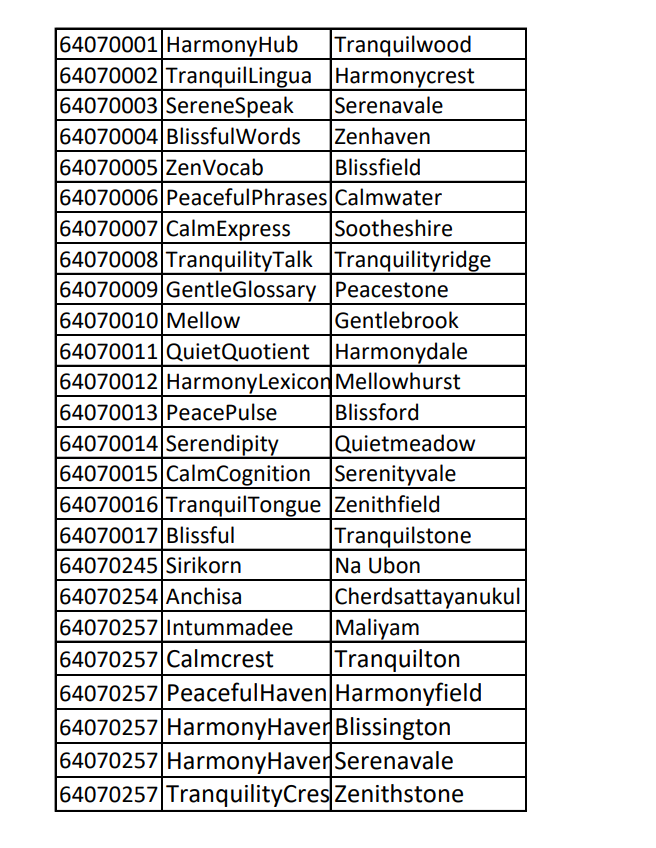 64070001 HarmonyHub Tranquilwood
64070002 TranquilLingua Harmonycrest
64070003 SereneSpeak Serenavale
64070004 BlissfulWords Zenhaven
64070005 ZenVocab Blissfield
64070006 PeacefulPhrases Calmwater
64070007 CalmExpress Sootheshire
64070008 TranquilityTalk Tranquilityridge
64070009 GentleGlossary Peacestone
64070010 Mellow Gentlebrook
64070011 QuietQuotient Harmonydale
64070012 HarmonyLexicon Mellowhurst
64070013 PeacePulse Blissford
64070014 Serendipity Quietmeadow
64070015 CalmCognition Serenityvale
64070016 TranquilTongue Zenithfield
64070017 Blissful Tranquilstone
64070245 Sirikorn Na Ubon
64070254 Anchisa Cherdsattayanukul
64070257 Intummadee Maliyam
64070257 Calmcrest Tranquilton
64070257 PeacefulHaven Harmonyfield
64070257 HarmonyHaver Blissington
64070257 HarmonyHaver Serenavale
64070257 TranquilityCres Zenithstone